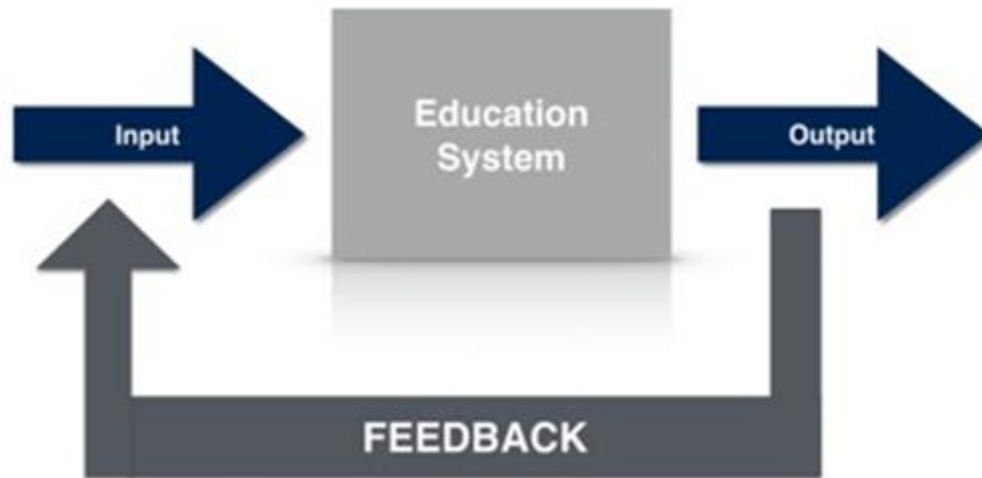 Input
Education
System
Output
FEEDBACK